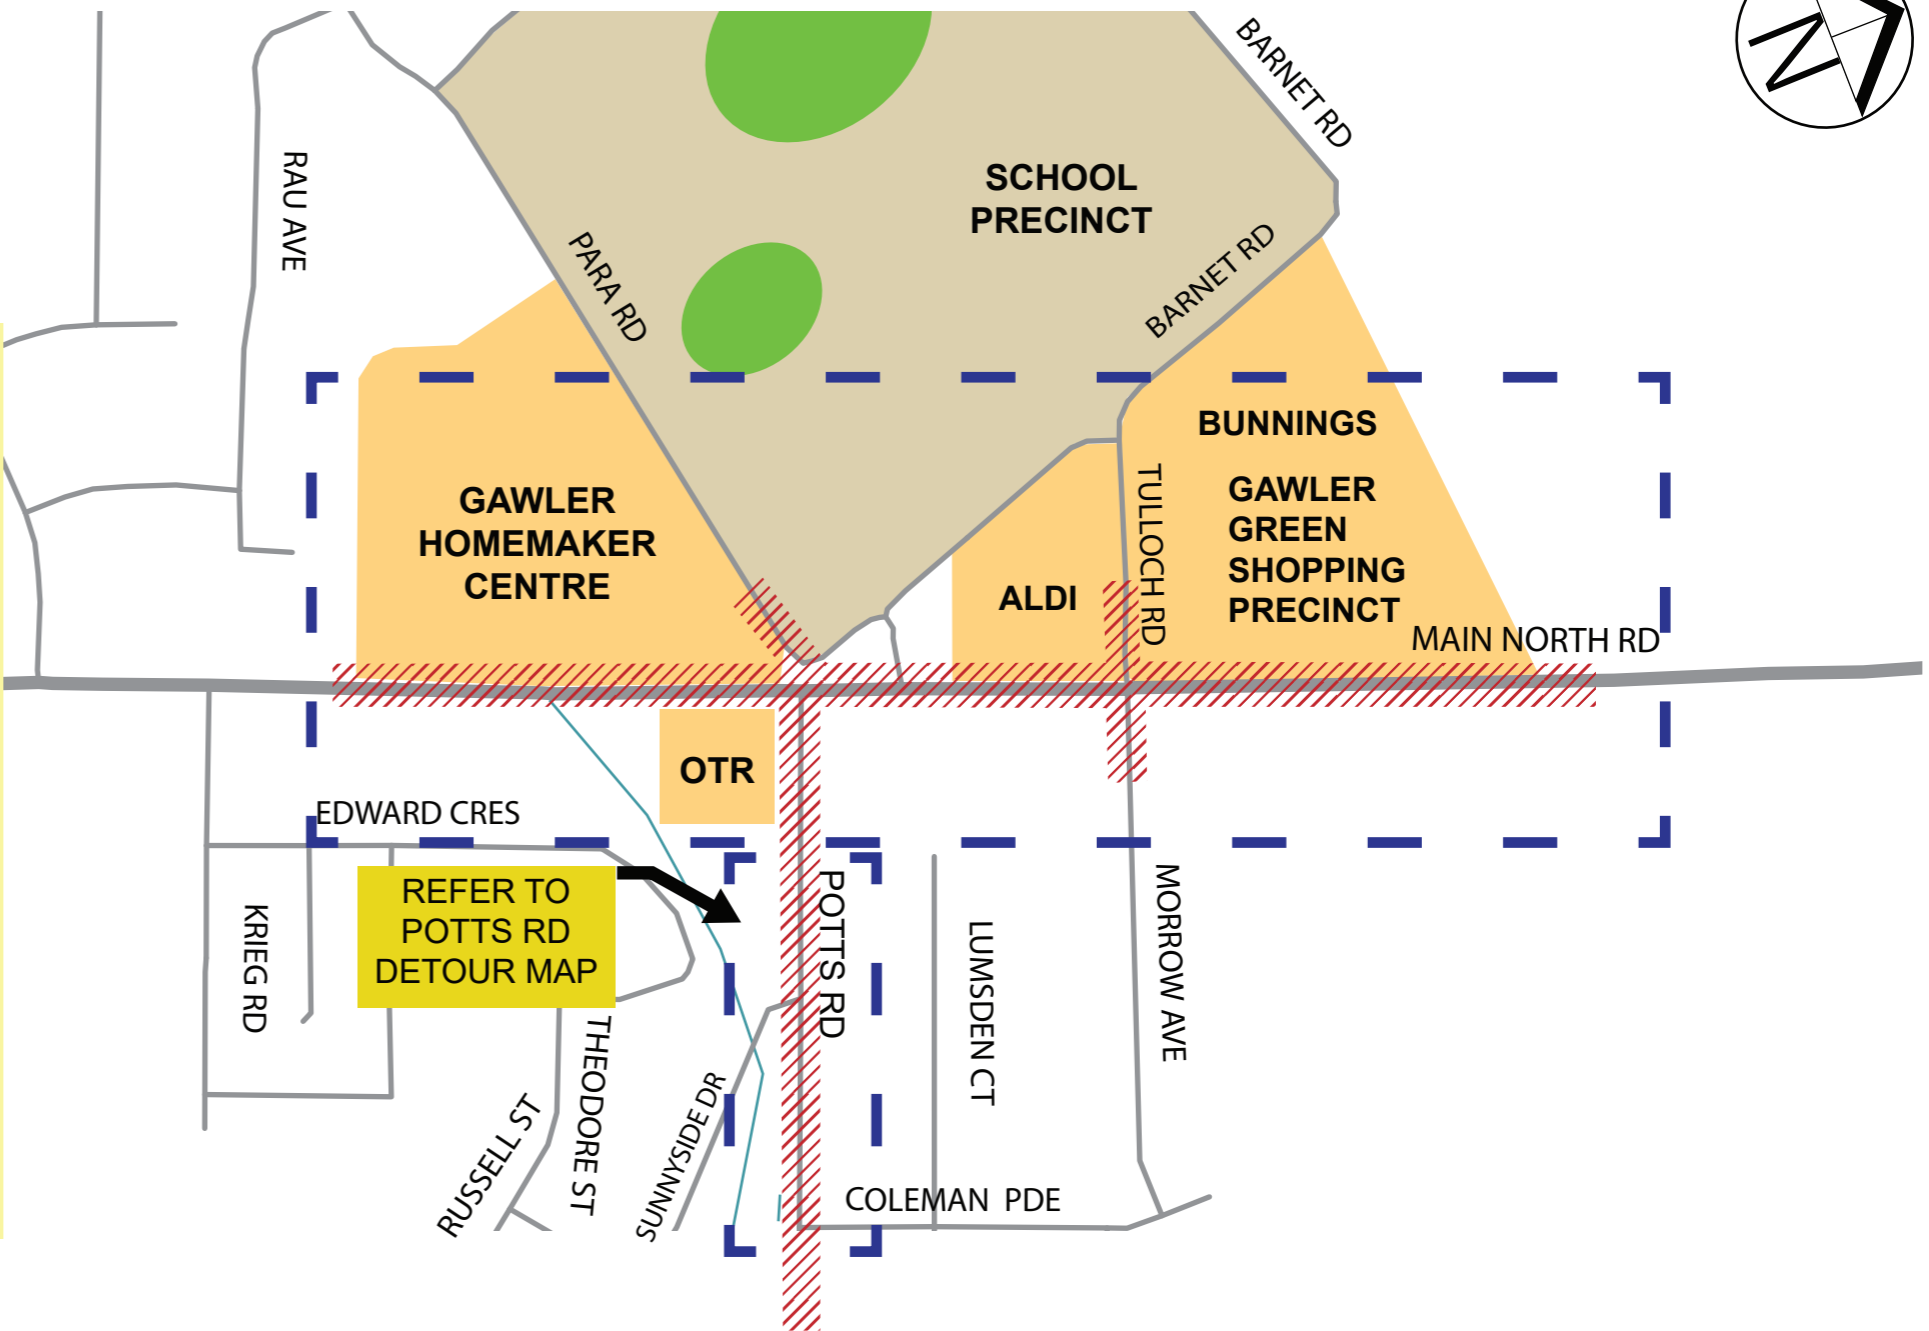 BARNET RD
N
RAU AVE
SCHOOL
PRECINCT
PARA RD
BARNET RD
BUNNINGS
GAWLER
HOMEMAKER
CENTRE
GAWLER
GREEN
SHOPPING
PRECINCT
TULLOCH RD
ALDI
MAIN NORTH RD
OTR
EDWARD CRES
REFER TO
POTTS RD
DETOUR MAP
KRIEG RD
POTTS RD
LUMSDEN CT
MORROW AVE
THEODORE ST
RUSSELL ST
SUNNYSIDE DR
COLEMAN PDE